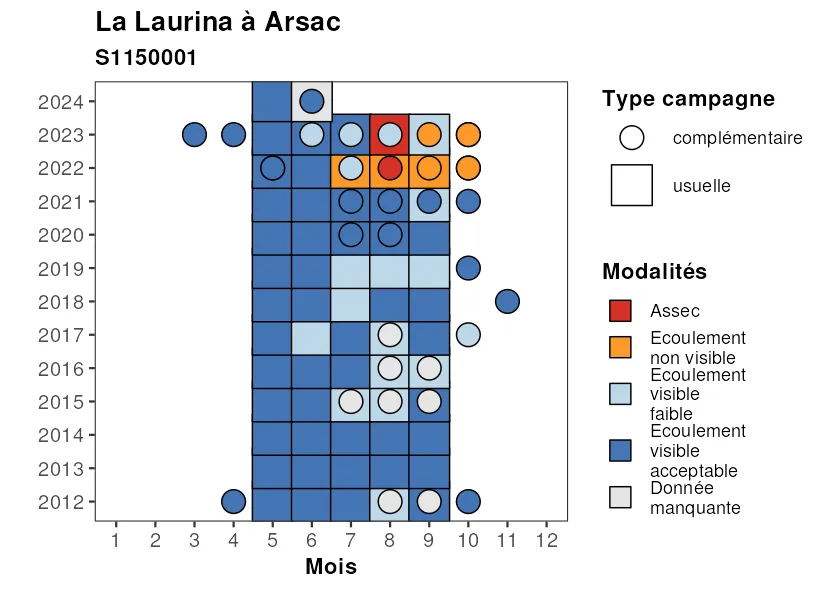 La Laurina à Arsac
S1150001
2024
2023
2022
2021
2020
2019
2018
2017
2016
2015
2014
2013
2012
1 2 3 4 5 6 7 8 9 10 11 12
Mois
Type campagne
complémentaire
usuelle
Modalités
Assec
Ecoulement
non visible
Ecoulement
visible
faible
Ecoulement
visible
acceptable
Donnée
manquante